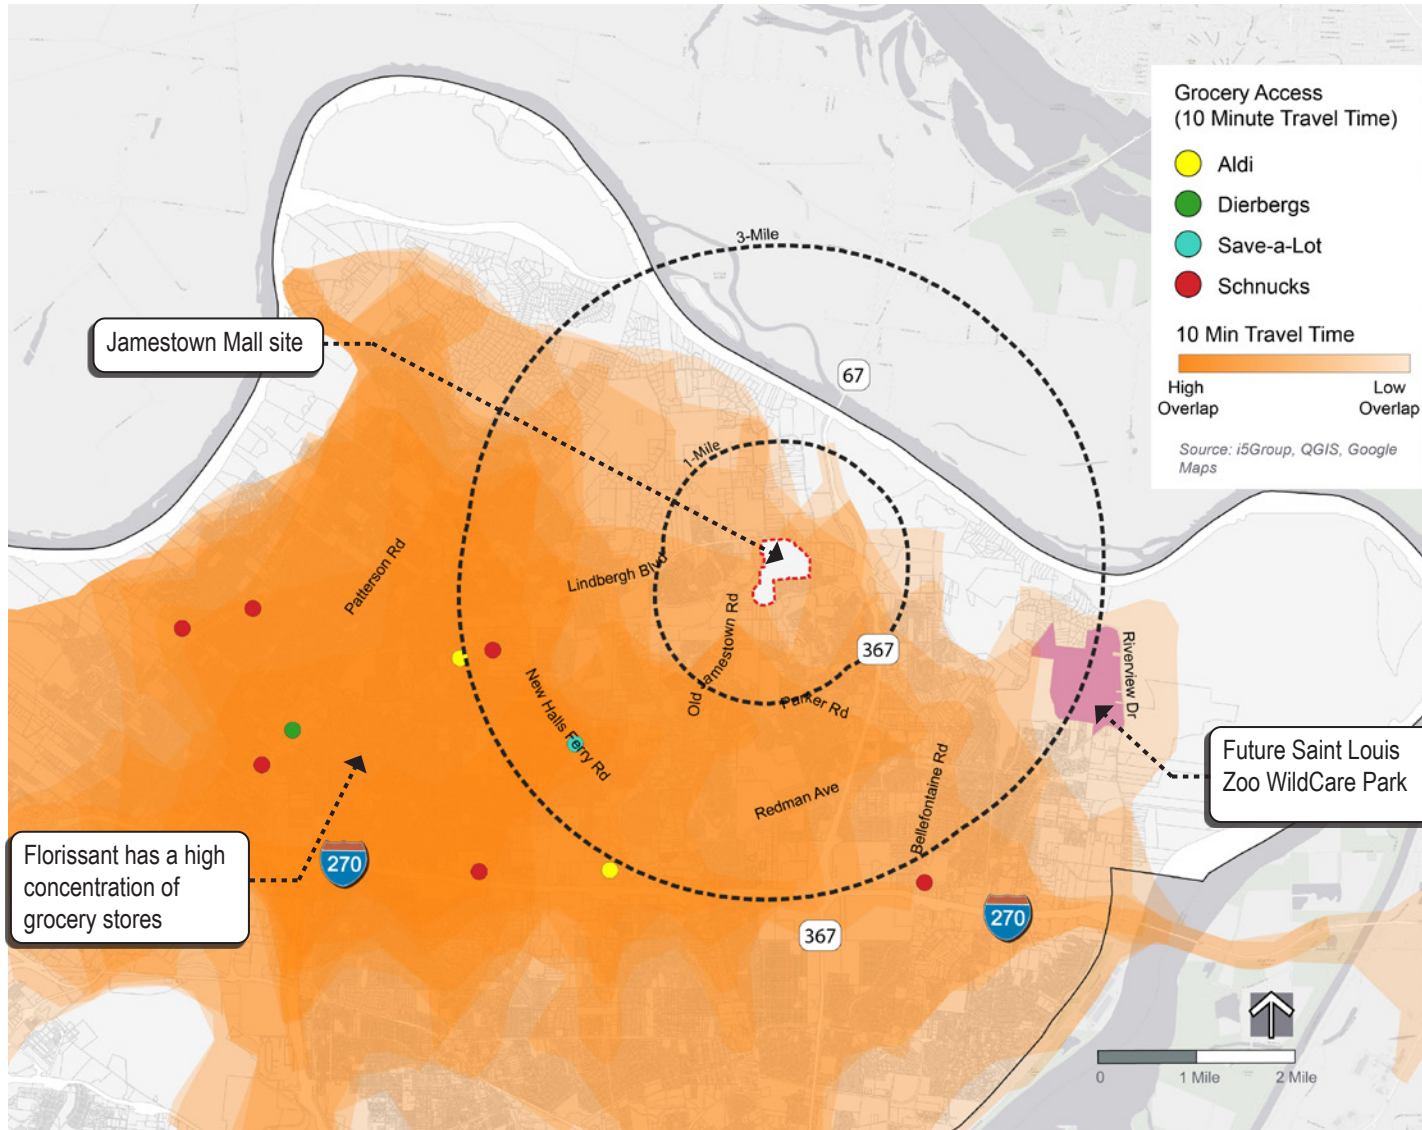 Grocery Access
(10 Minute Travel Time)
Aldi
Dierbergs
Save-a-Lot
Schnucks
10 Min Travel Time
High
Overlap
Low
Overlap
Source: i5Group, QGIS, Google
Maps
3-Mile
Jamestown Mall site
67
1-Mile
Patterson Rd
Lindbergh Blvd
Old Jamestown Rd
367
Riverview Dr
New Halls Ferry Rd
Parker Rd
Future Saint Louis
Zoo WildCare Park
Redman Ave
Bellefontaine Rd
Florissant has a high
concentration of
grocery stores
270
270
367
0
1 Mile
2 Mile